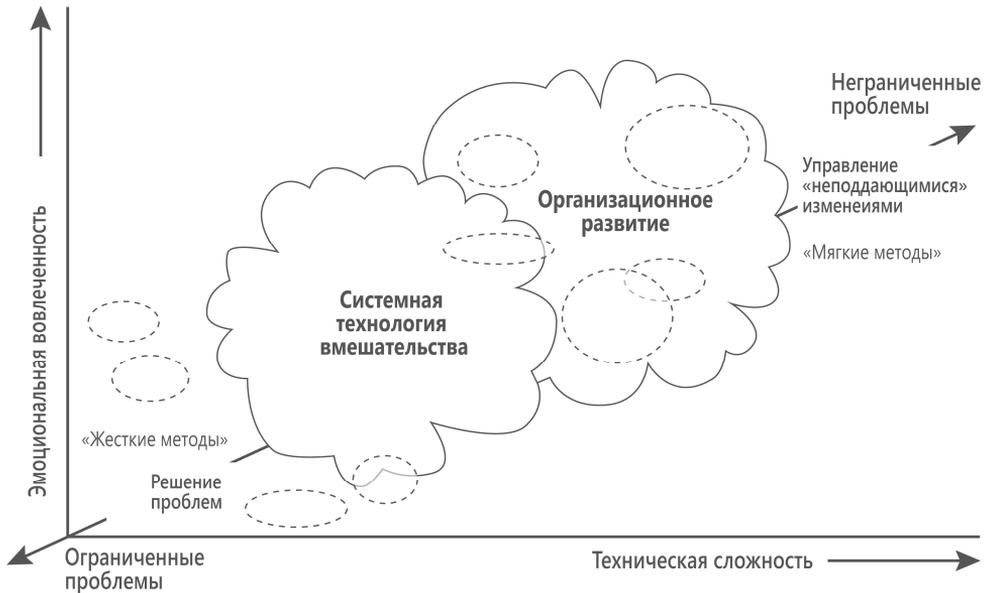 Неграниченные
проблемы
Управление
«неподдающимися»
изменеиями
«Мягкие методы»
Организационное
развитие
Системная
технология
вмешательства
Эмоциональная вовлеченность
«Жесткие методы»
Решение
проблем
Ограниченные
проблемы
Техническая сложность